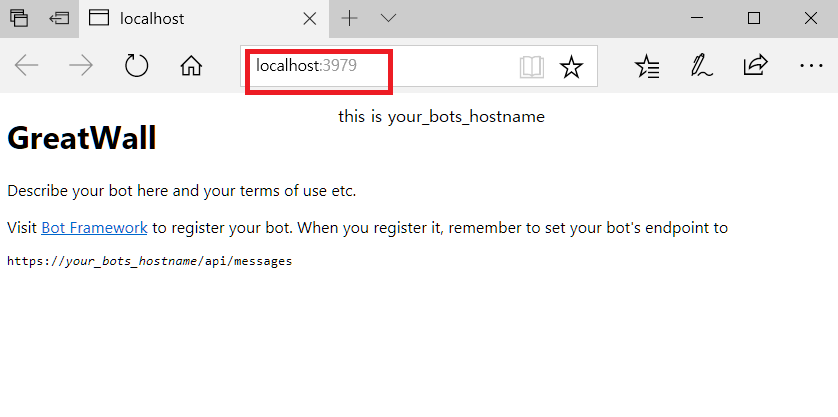 localhost
localhost:3979
this is your_bots_hostname
GreatWall
Describe your bot here and your terms of use etc.
Visit Bot Framework to register your bot. When you register it, remember to set your bot's endpoint to
https://your_bots_hostname/api/messages